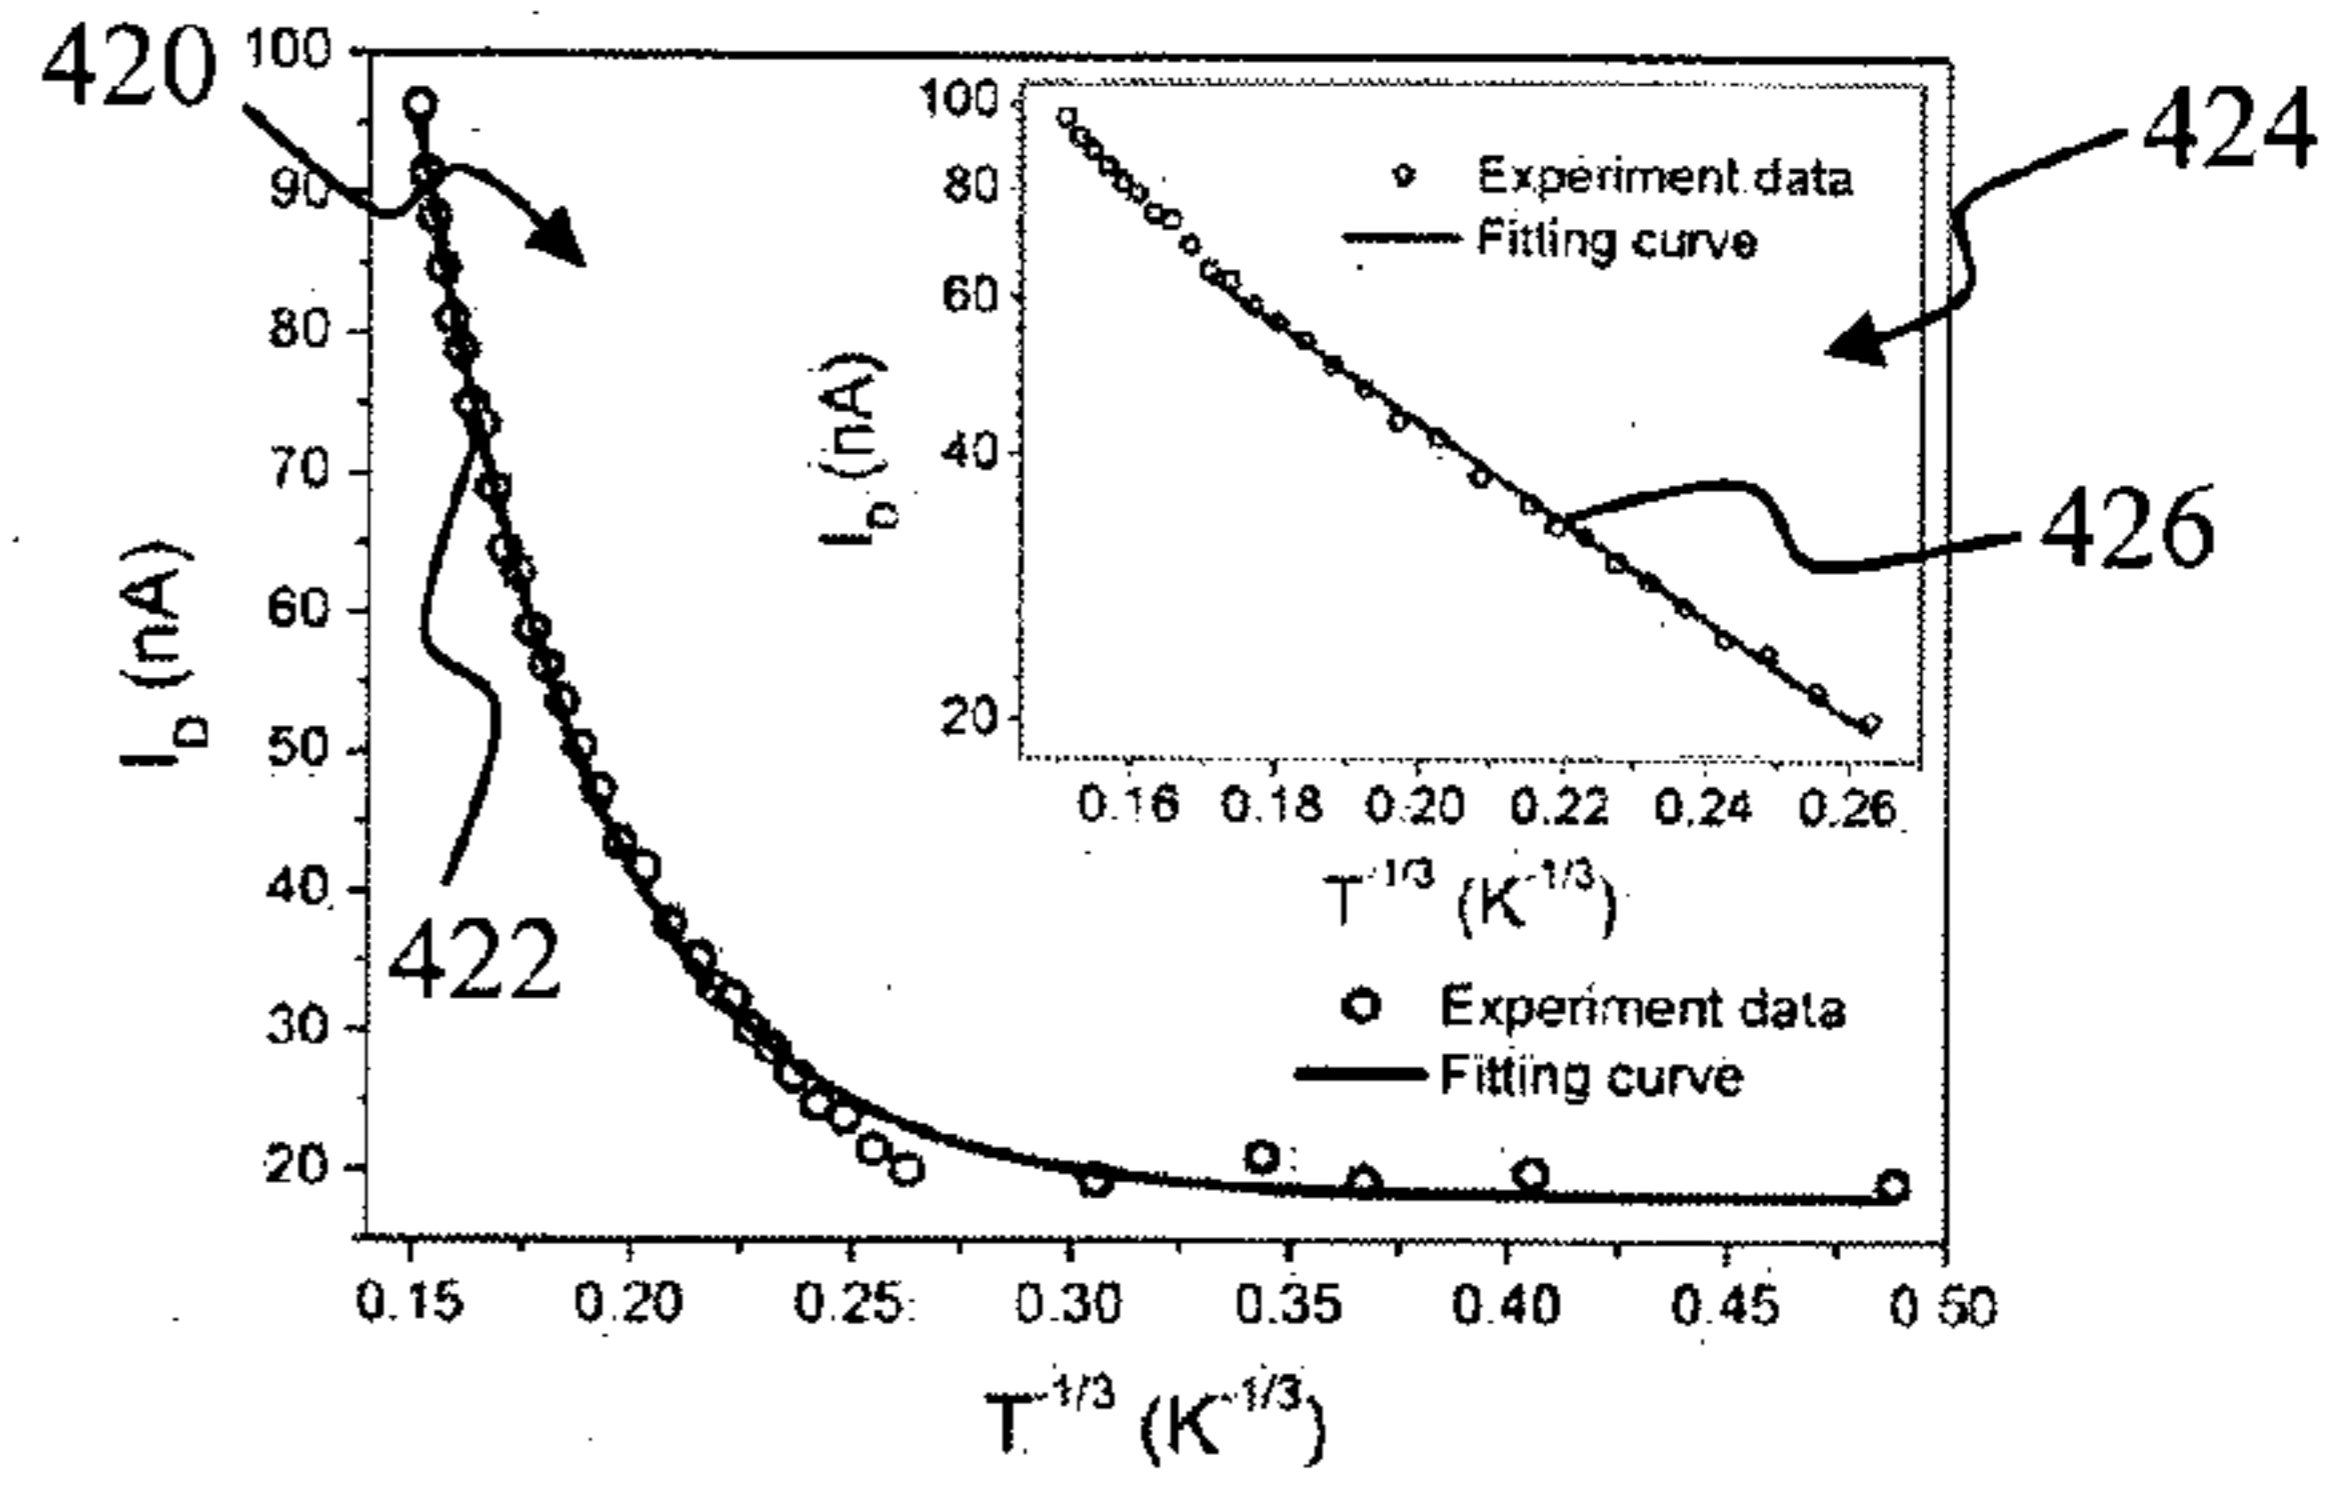 420
100
90
80
70
60
50
40
30
20
I_D (nA)
0.15 0.20 0.25 0.30 0.35 0.40 0.45 0.50
T^-1/3 (K^-1/3)
422
Experiment data
Fitting curve
424
100
80
60
40
20
I_D (nA)
Experiment data
Fitting curve
426
0.16 0.18 0.20 0.22 0.24 0.26
T^-1/3 (K^-1/3)